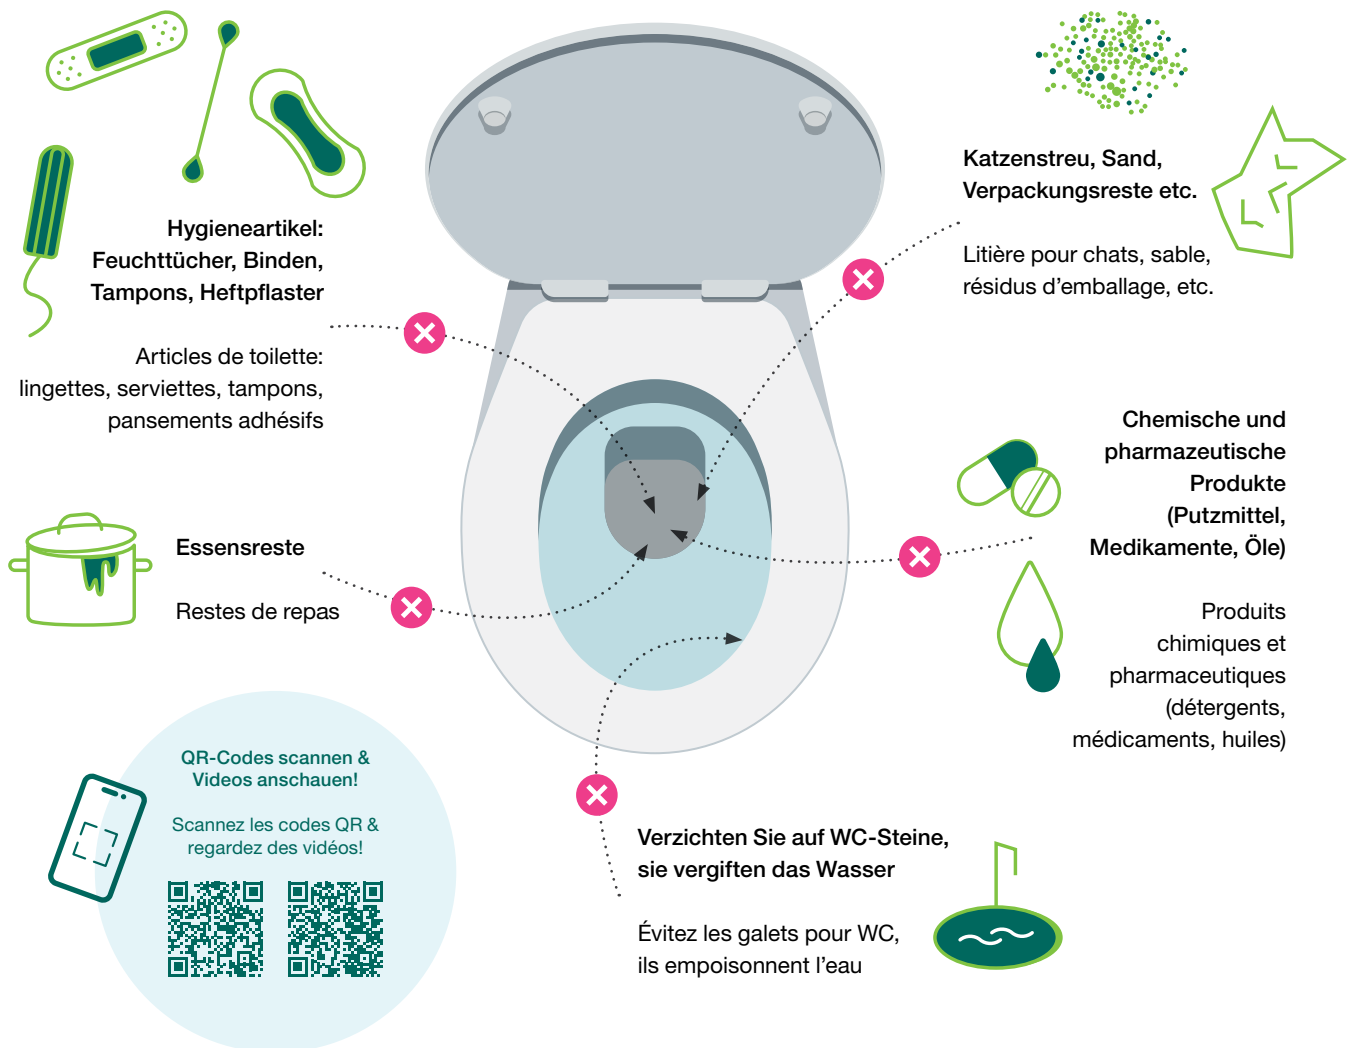 Hygieneartikel:
Feuchttücher, Binden,
Tampons, Heftpflaster
Articles de toilette:
lingettes, serviettes, tampons,
pansements adhésifs
Katzenstreu, Sand,
Verpackungsreste etc.
Litière pour chats, sable,
résidus d’emballage, etc.
Chemische und
pharmazeutische
Produkte
(Putzmittel,
Medikamente, Öle)
Produits
chimiques et
pharmaceutiques
(détergents,
médicaments, huiles)
Essensreste
Restes de repas
QR-Codes scannen &
Videos anschauen!
Scannez les codes QR &
regardez des vidéos!
Verzichten Sie auf WC-Steine,
sie vergiften das Wasser
Évitez les galets pour WC,
ils empoisonnent l’eau